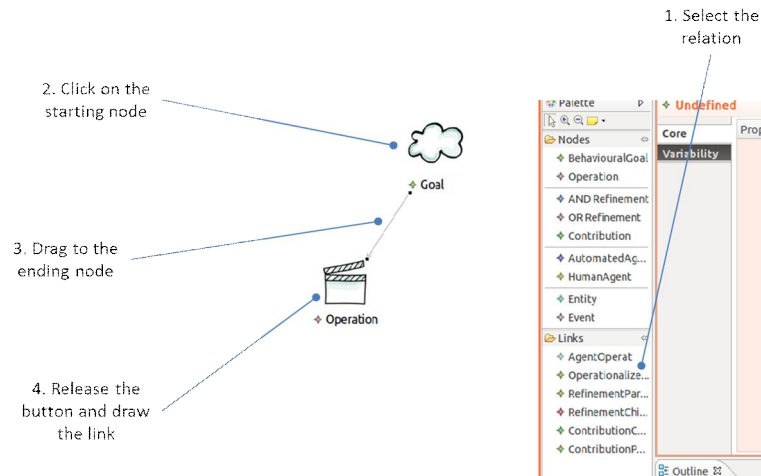 1. Select the
relation
2. Click on the
starting node
Goal
3. Drag to the
ending node
Operation
4. Release the
button and draw
the link
Palette
Undefined
Nodes
Core
Prop
BehaviouralGoal
Variability
Operation
AND Refinement
OR Refinement
Contribution
AutomatedAg...
HumanAgent
Entity
Event
Links
AgentOperat
Operationalize...
RefinementPar...
RefinementChi...
ContributionC...
ContributionP...
Outline